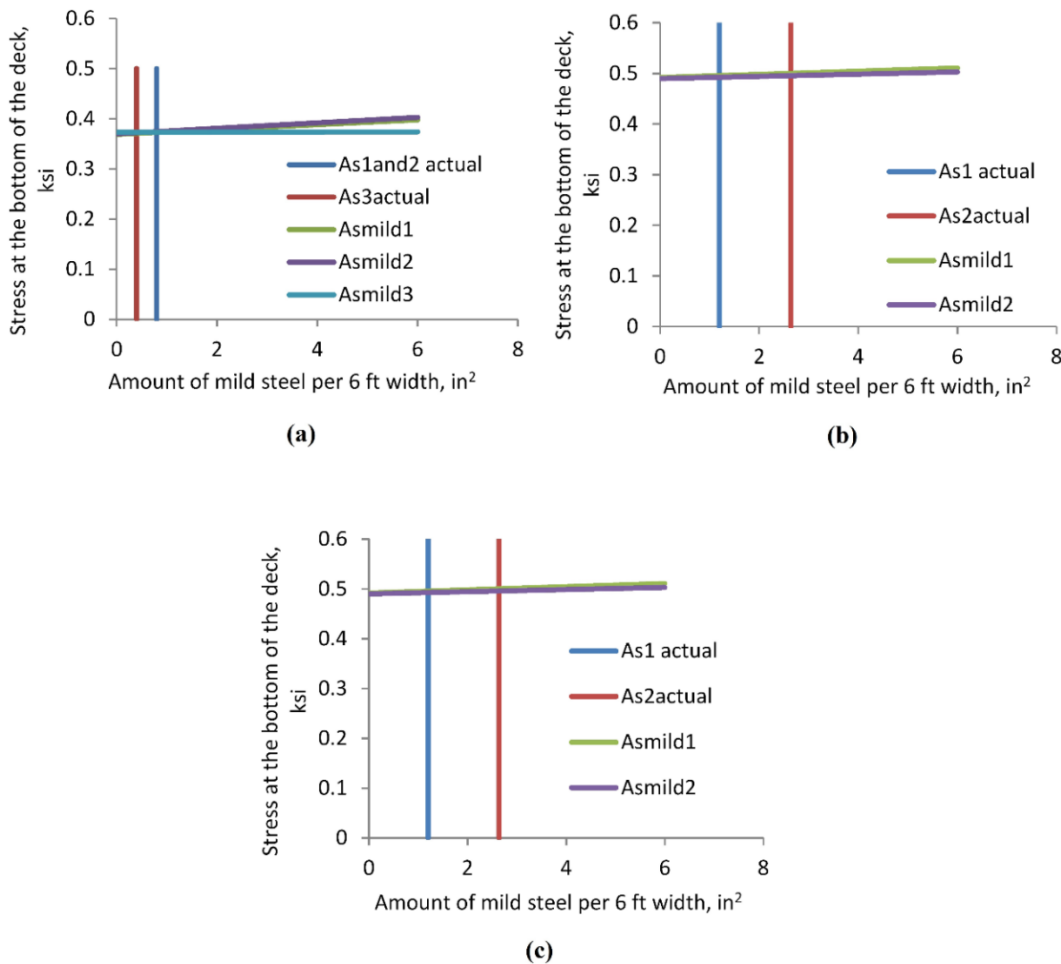 0.6
0.5
0.4
0.3
0.2
0.1
0
Stress at the bottom of the deck,
ksi
As1and2 actual
As3actual
Asmild1
Asmild2
Asmild3
0 2 4 6 8
Amount of mild steel per 6 ft width, in²
(a)
0.6
0.5
0.4
0.3
0.2
0.1
0
Stress at the bottom of the deck,
ksi
As1 actual
As2actual
Asmild1
Asmild2
0 2 4 6 8
Amount of mild steel per 6 ft width, in²
(b)
0.6
0.5
0.4
0.3
0.2
0.1
0
Stress at the bottom of the deck,
ksi
As1 actual
As2actual
Asmild1
Asmild2
0 2 4 6 8
Amount of mild steel per 6 ft width, in²
(c)